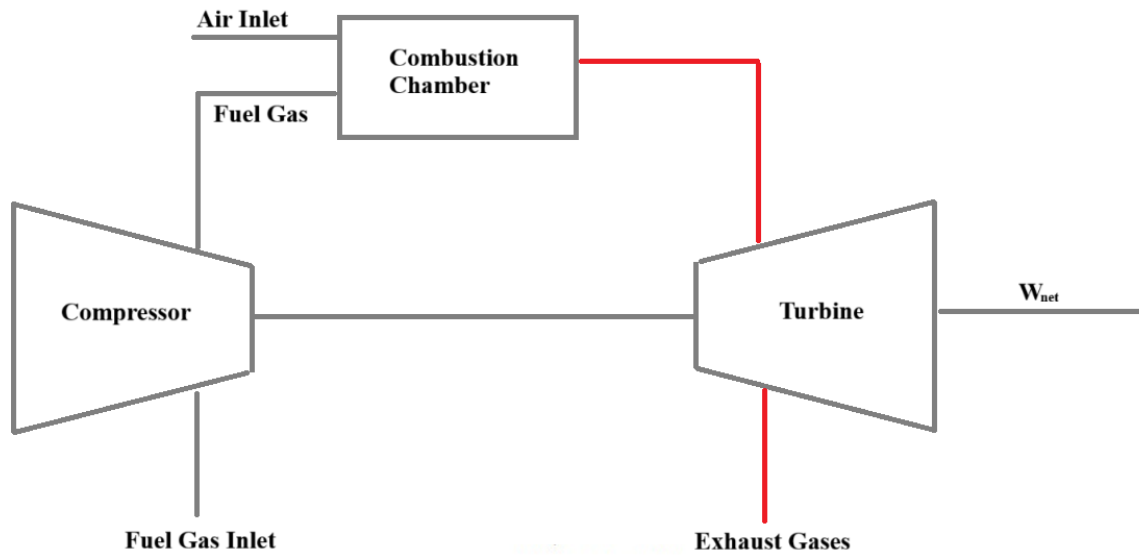 Air Inlet
Combustion
Chamber
Fuel Gas
Compressor
Turbine
Wnet
Fuel Gas Inlet
Exhaust Gases